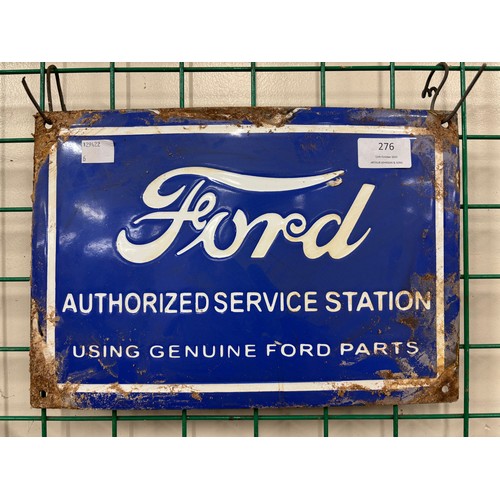 276
Ford
AUTHORIZED SERVICE STATION
USING GENUINE FORD PARTS